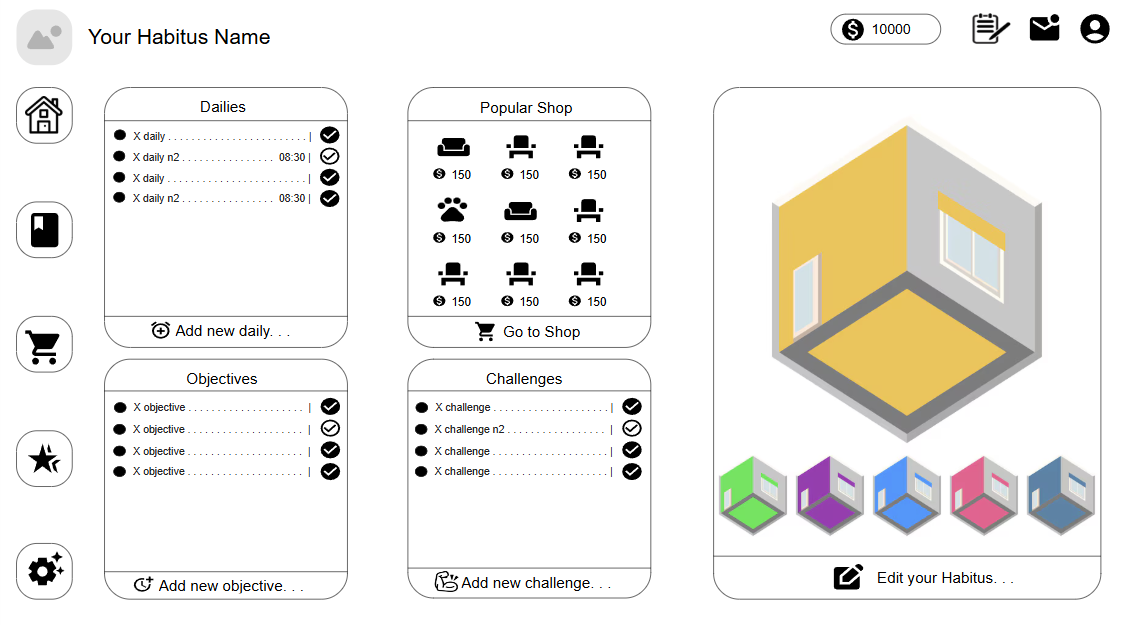 Your Habitus Name
10000
Dailies
X daily . . . . . . . . . . . . . . . . . . . . . . . . |
X daily n2 . . . . . . . . . . . . . . . 08:30 |
X daily . . . . . . . . . . . . . . . . . . . . . . . . |
X daily n2 . . . . . . . . . . . . . . . 08:30 |
Add new daily. . .
Popular Shop
150 150 150
150 150 150
150 150 150
Go to Shop
Objectives
X objective . . . . . . . . . . . . . . . . . . . |
X objective . . . . . . . . . . . . . . . . . . . |
X objective . . . . . . . . . . . . . . . . . . . |
X objective . . . . . . . . . . . . . . . . . . . |
Add new objective. . .
Challenges
X challenge . . . . . . . . . . . . . . . . . . . |
X challenge n2 . . . . . . . . . . . . . . . . |
X challenge . . . . . . . . . . . . . . . . . . . |
X challenge . . . . . . . . . . . . . . . . . . . |
Add new challenge. . .
Edit your Habitus. . .